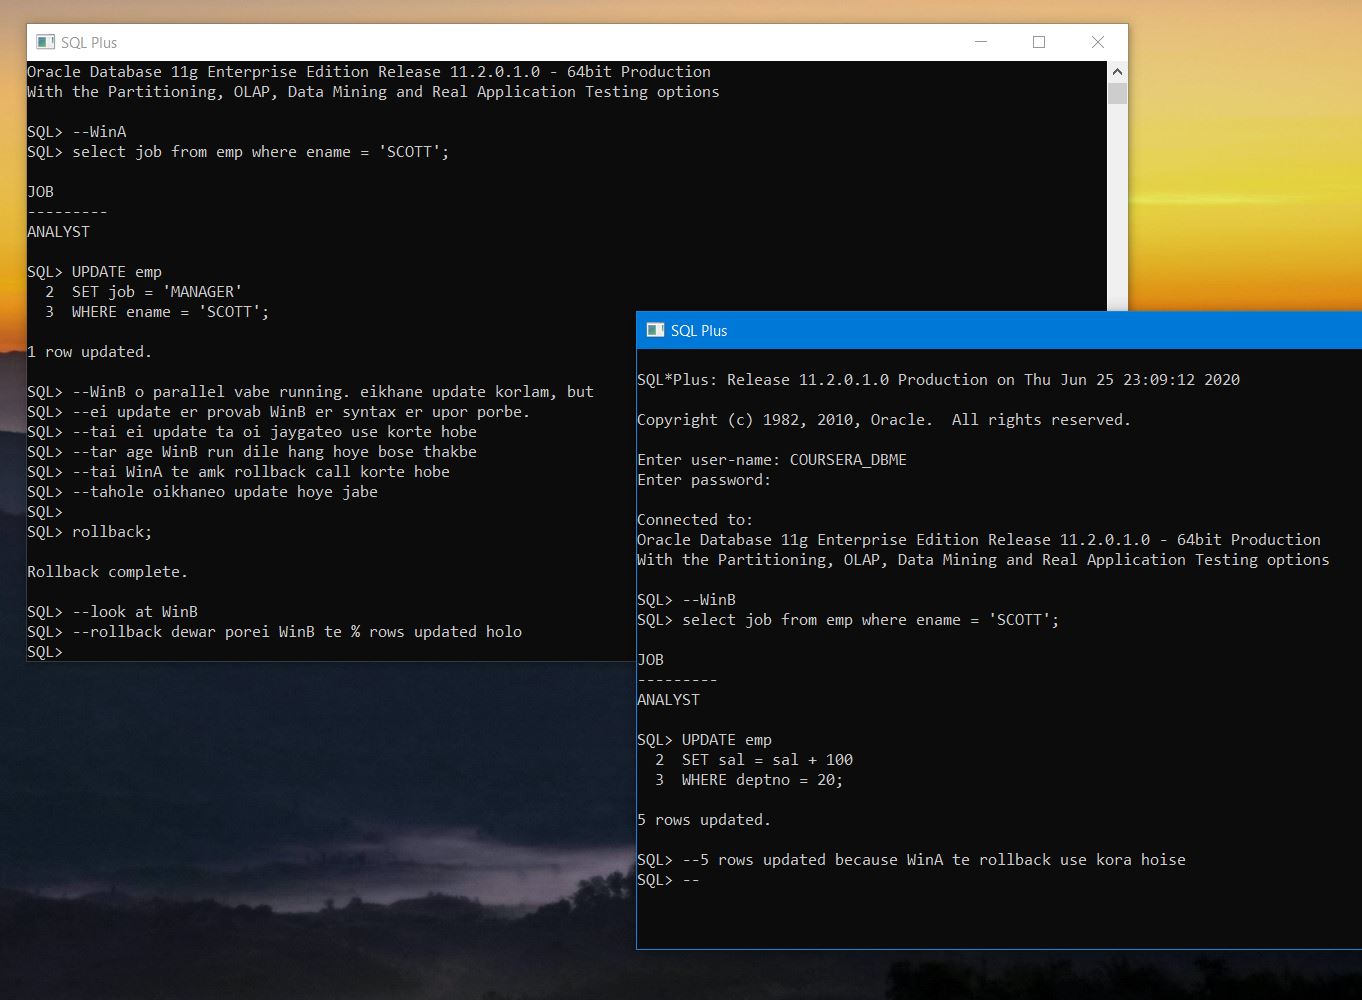 SQL Plus
Oracle Database 11g Enterprise Edition Release 11.2.0.1.0 - 64bit Production
With the Partitioning, OLAP, Data Mining and Real Application Testing options
SQL> --WinA
SQL> select job from emp where ename = 'SCOTT';
JOB
---------
ANALYST
SQL> UPDATE emp
  2  SET job = 'MANAGER'
  3  WHERE ename = 'SCOTT';
1 row updated.
SQL> --WinB o parallel vabe running. eikhane update korlam, but
SQL> --ei update er provab WinB er syntax er upor porbe.
SQL> --tai ei update ta oi jaygateo use korte hobe
SQL> --tar age WinB run dile hang hoye bose thakbe
SQL> --tai WinA te amk rollback call korte hobe
SQL> --tahole oikhaneo update hoye jabe
SQL>
SQL> rollback;
Rollback complete.
SQL> --look at WinB
SQL> --rollback dewar porei WinB te % rows updated holo
SQL>
SQL Plus
SQL*Plus: Release 11.2.0.1.0 Production on Thu Jun 25 23:09:12 2020
Copyright (c) 1982, 2010, Oracle.  All rights reserved.
Enter user-name: COURSERA_DBME
Enter password:
Connected to:
Oracle Database 11g Enterprise Edition Release 11.2.0.1.0 - 64bit Production
With the Partitioning, OLAP, Data Mining and Real Application Testing options
SQL> --WinB
SQL> select job from emp where ename = 'SCOTT';
JOB
---------
ANALYST
SQL> UPDATE emp
  2  SET sal = sal + 100
  3  WHERE deptno = 20;
5 rows updated.
SQL> --5 rows updated because WinA te rollback use kora hoise
SQL> --